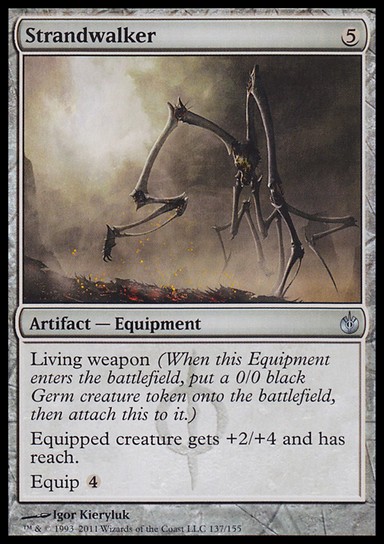 Strandwalker 5
Artifact — Equipment
Living weapon (When this Equipment
enters the battlefield, put a 0/0 black
Germ creature token onto the battlefield,
then attach this to it.)
Equipped creature gets +2/+4 and has
reach.
Equip 4
Igor Kieryluk
™ & © 1993–2011 Wizards of the Coast LLC 137/155